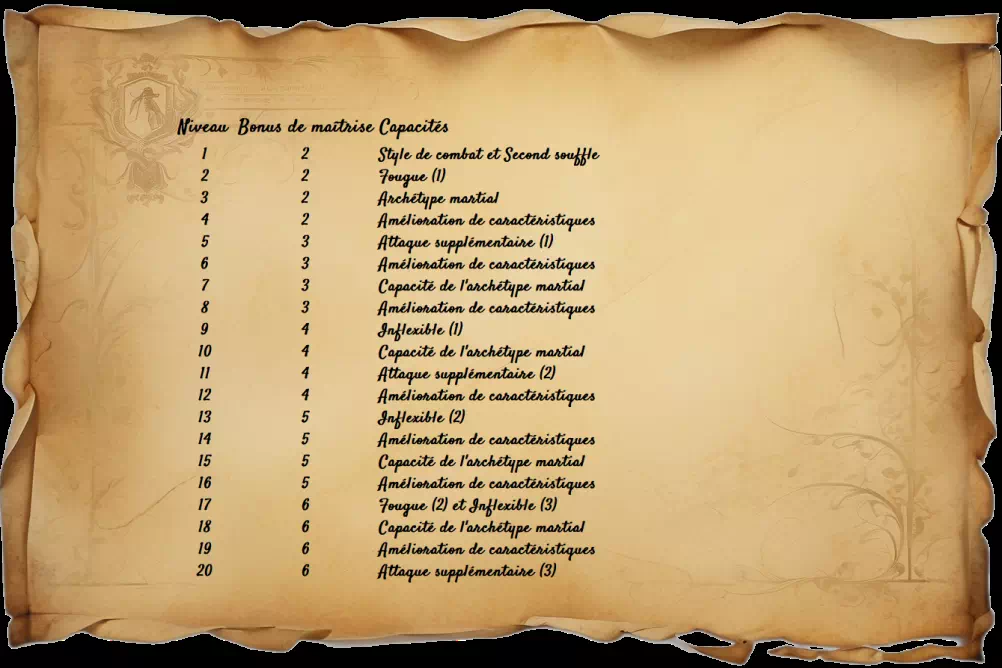 Niveau Bonus de maîtrise Capacités
1 2 Style de combat et Second souffle
2 2 Fougue (1)
3 2 Archétype martial
4 2 Amélioration de caractéristiques
5 3 Attaque supplémentaire (1)
6 3 Amélioration de caractéristiques
7 3 Capacité de l'archétype martial
8 3 Amélioration de caractéristiques
9 4 Inflexible (1)
10 4 Capacité de l'archétype martial
11 4 Attaque supplémentaire (2)
12 4 Amélioration de caractéristiques
13 5 Inflexible (2)
14 5 Amélioration de caractéristiques
15 5 Capacité de l'archétype martial
16 5 Amélioration de caractéristiques
17 6 Fougue (2) et Inflexible (3)
18 6 Capacité de l'archétype martial
19 6 Amélioration de caractéristiques
20 6 Attaque supplémentaire (3)